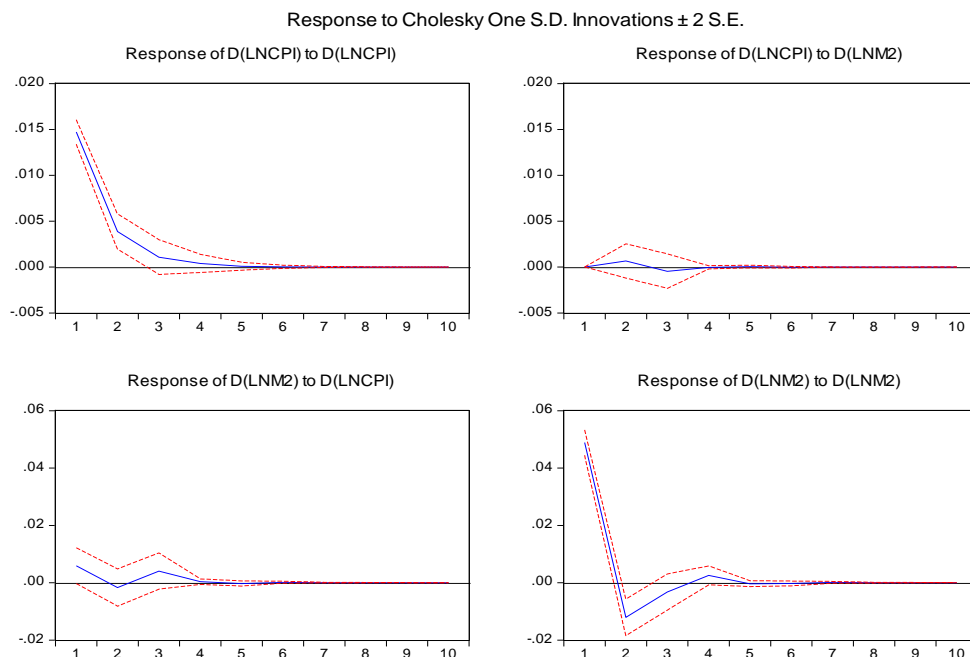 Response to Cholesky One S.D. Innovations ± 2 S.E.
Response of D(LNCPI) to D(LNCPI)
.020
.015
.010
.005
.000
-.005
1 2 3 4 5 6 7 8 9 10
Response of D(LNCPI) to D(LNM2)
.020
.015
.010
.005
.000
-.005
1 2 3 4 5 6 7 8 9 10
Response of D(LNM2) to D(LNCPI)
.06
.04
.02
.00
-.02
1 2 3 4 5 6 7 8 9 10
Response of D(LNM2) to D(LNM2)
.06
.04
.02
.00
-.02
1 2 3 4 5 6 7 8 9 10